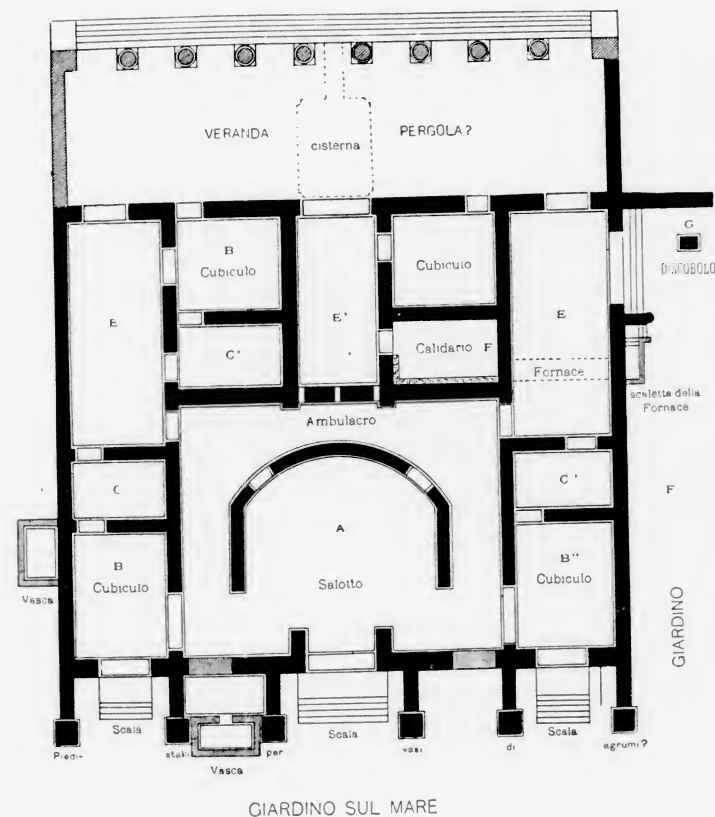 VERANDA PERGOLA?
cisterna
G
DISCOBOLO
B
Cubiculo
Cubiculo
E
E'
E
C'
Calidario F
Fornace
scaletta della
Fornace
Ambulacro
C
C'
F
A
Salotto
B
Cubiculo
B"
Cubiculo
Vasca
GIARDINO
Scala
Scala
Scala
Piedi- stalli per vasi di agrumi?
Vasca
GIARDINO SUL MARE